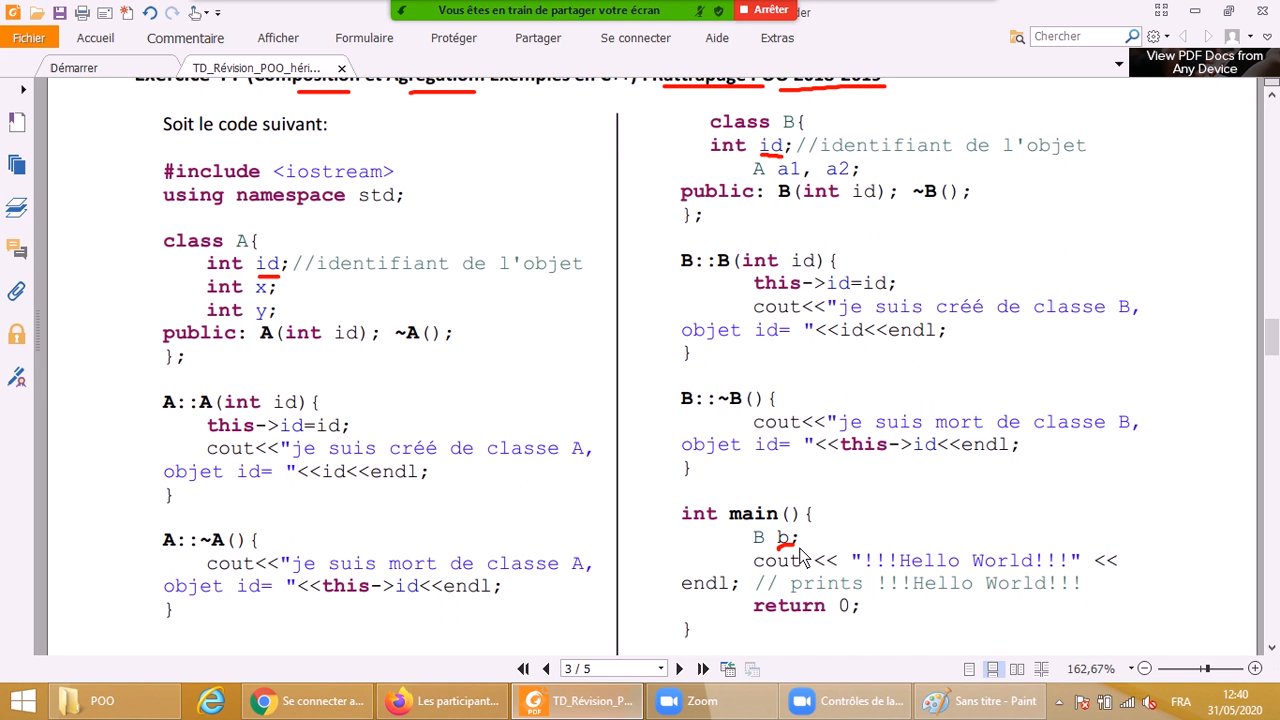 Vous êtes en train de partager votre écran
Arrêter
der
Fichier
Accueil
Commentaire
Afficher
Formulaire
Protéger
Partager
Se connecter
Aide
Extras
Chercher
Démarrer
TD_Révision_POO_héri...
View PDF Docs from
Any Device
Soit le code suivant:
#include <iostream>
using namespace std;
class A{
int id;//identifiant de l'objet
int x;
int y;
public: A(int id); ~A();
};
A::A(int id){
this->id=id;
cout<<"je suis créé de classe A,
objet id= "<<id<<endl;
}
A::~A(){
cout<<"je suis mort de classe A,
objet id= "<<this->id<<endl;
}
class B{
int id;//identifiant de l'objet
A a1, a2;
public: B(int id); ~B();
};
B::B(int id){
this->id=id;
cout<<"je suis créé de classe B,
objet id= "<<id<<endl;
}
B::~B(){
cout<<"je suis mort de classe B,
objet id= "<<this->id<<endl;
}
int main(){
B b;
cout << "!!!Hello World!!!" <<
endl; // prints !!!Hello World!!!
return 0;
}
3 / 5
162,67%
POO
Se connecter a...
Les participant...
TD_Révision_P...
Zoom
Contrôles de la...
Sans titre - Paint
FRA
12:40
31/05/2020